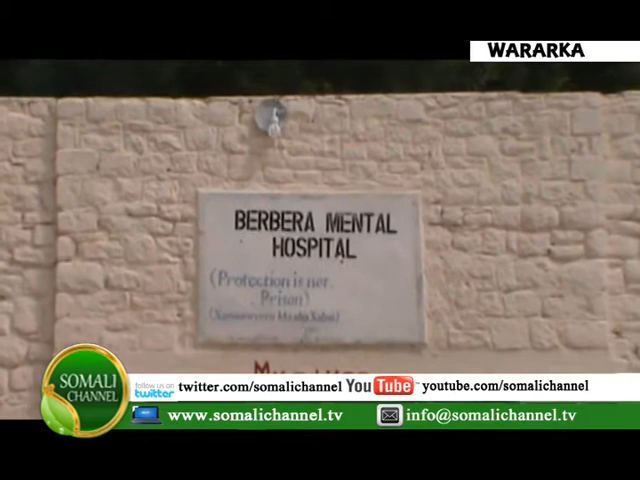 WARARKA
BERBERA MENTAL
HOSPITAL
(Protection is not
Prison)
SOMALI
CHANNEL
follow us on
twitter
twitter.com/somalichannel YouTube youtube.com/somalichannel
www.somalichannel.tv info@somalichannel.tv